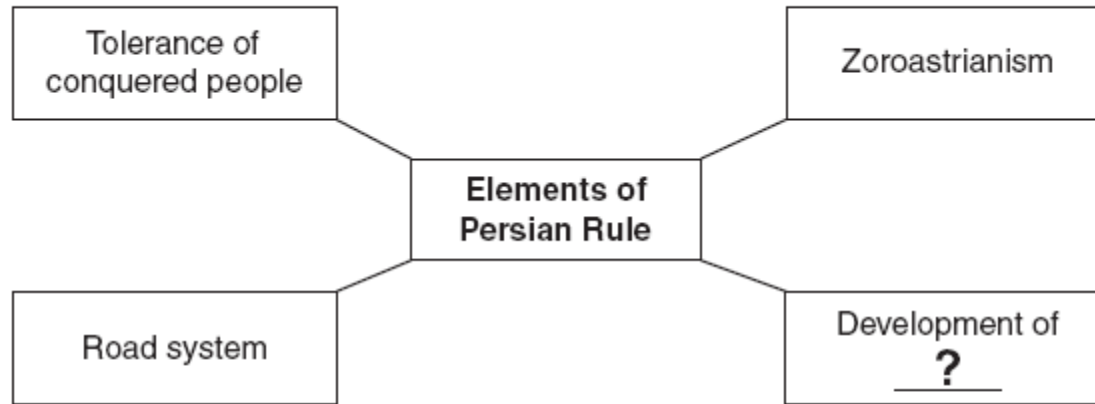 Tolerance of
conquered people
Zoroastrianism
Elements of
Persian Rule
Road system
Development of
?